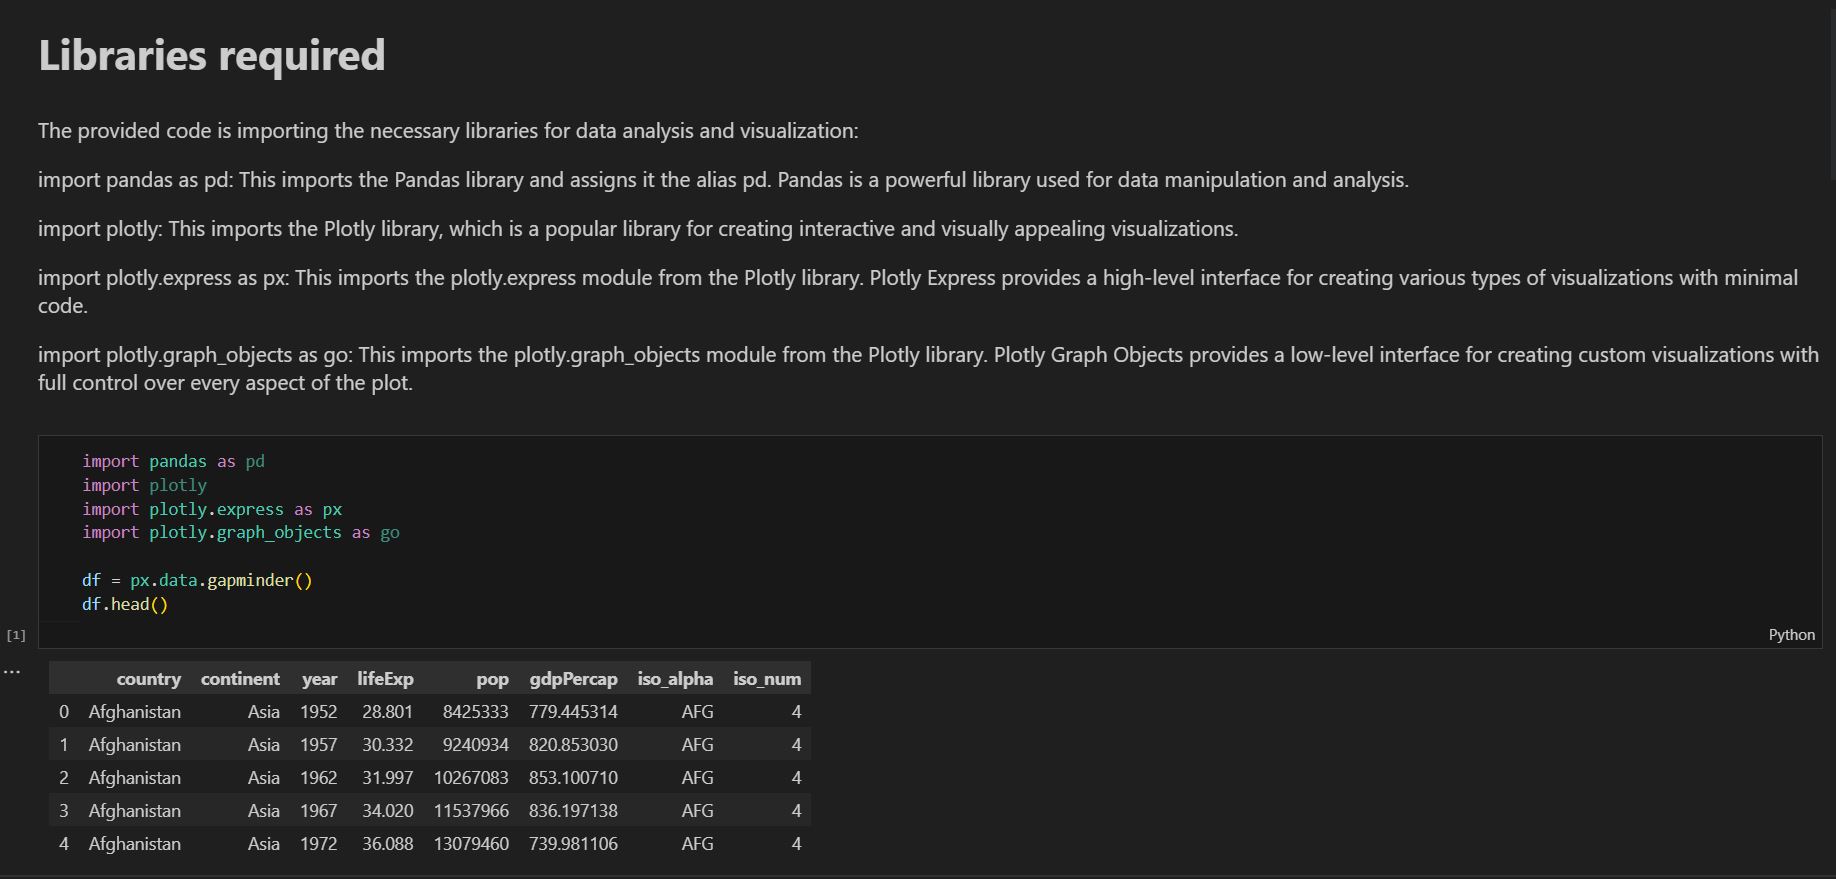 Libraries required
The provided code is importing the necessary libraries for data analysis and visualization:
import pandas as pd: This imports the Pandas library and assigns it the alias pd. Pandas is a powerful library used for data manipulation and analysis.
import plotly: This imports the Plotly library, which is a popular library for creating interactive and visually appealing visualizations.
import plotly.express as px: This imports the plotly.express module from the Plotly library. Plotly Express provides a high-level interface for creating various types of visualizations with minimal
code.
import plotly.graph_objects as go: This imports the plotly.graph_objects module from the Plotly library. Plotly Graph Objects provides a low-level interface for creating custom visualizations with
full control over every aspect of the plot.
import pandas as pd
import plotly
import plotly.express as px
import plotly.graph_objects as go
df = px.data.gapminder()
df.head()
[1]
Python
...
country continent year lifeExp pop gdpPercap iso_alpha iso_num
0 Afghanistan Asia 1952 28.801 8425333 779.445314 AFG 4
1 Afghanistan Asia 1957 30.332 9240934 820.853030 AFG 4
2 Afghanistan Asia 1962 31.997 10267083 853.100710 AFG 4
3 Afghanistan Asia 1967 34.020 11537966 836.197138 AFG 4
4 Afghanistan Asia 1972 36.088 13079460 739.981106 AFG 4